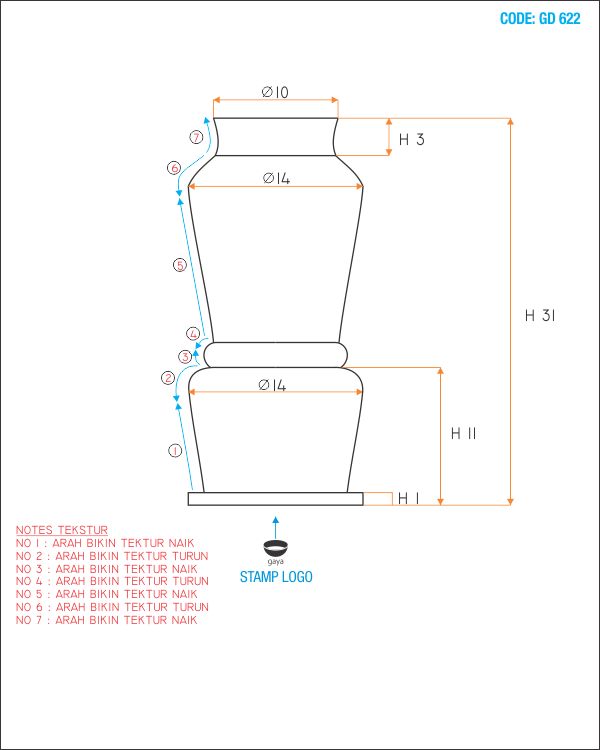 CODE: GD 622
Ø10
7
H 3
6
Ø14
5
H 31
4
3
2
Ø14
H 11
1
H 1
NOTES TEKSTUR
NO 1 : ARAH BIKIN TEKTUR NAIK
NO 2 : ARAH BIKIN TEKTUR TURUN
NO 3 : ARAH BIKIN TEKTUR NAIK
NO 4 : ARAH BIKIN TEKTUR TURUN
NO 5 : ARAH BIKIN TEKTUR NAIK
NO 6 : ARAH BIKIN TEKTUR TURUN
NO 7 : ARAH BIKIN TEKTUR NAIK
gaya
STAMP LOGO